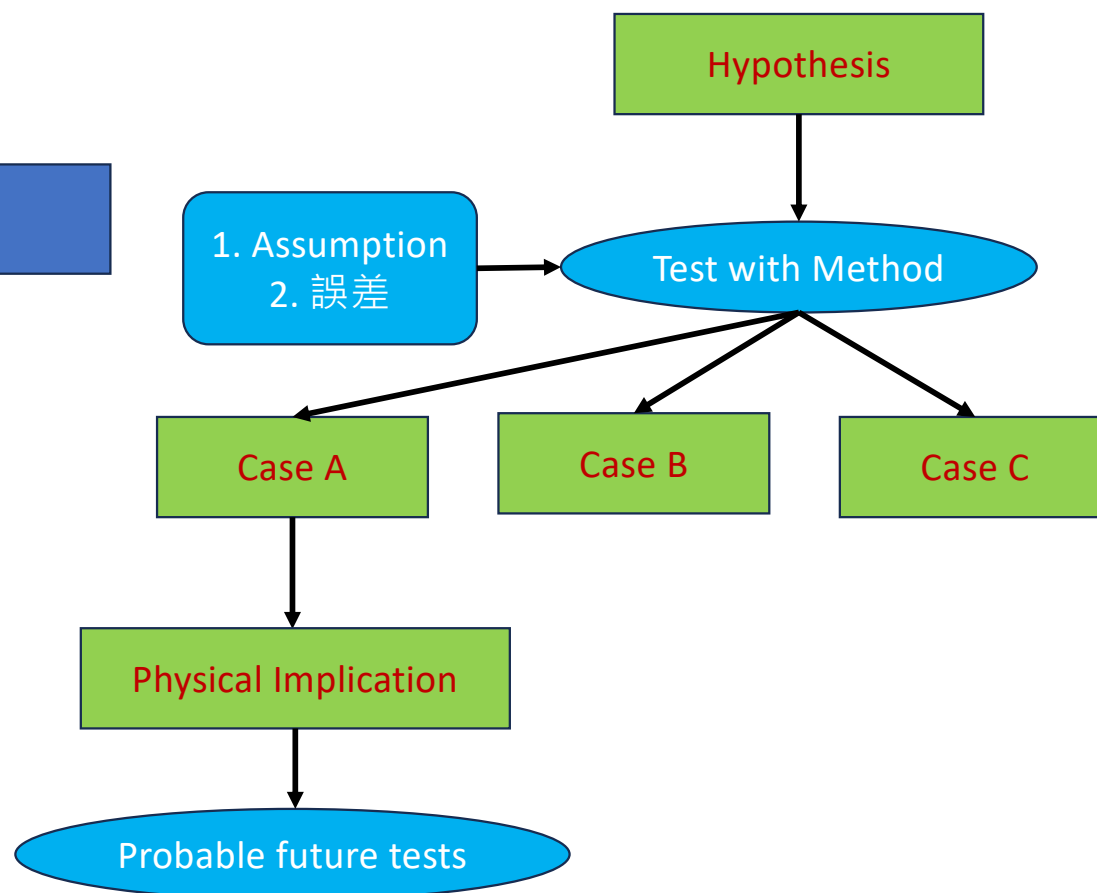 Hypothesis
1. Assumption
2. 誤差
Test with Method
Case A
Case B
Case C
Physical Implication
Probable future tests